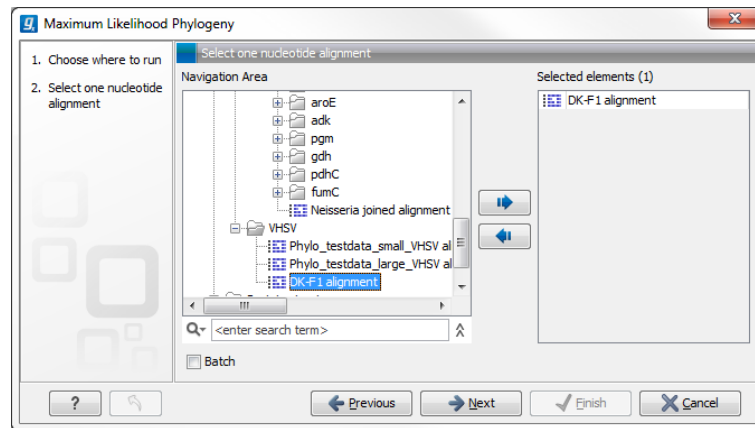 Maximum Likelihood Phylogeny
1. Choose where to run
2. Select one nucleotide
alignment
Select one nucleotide alignment
Navigation Area
aroE
adk
pgm
gdh
pdhC
fumC
Neisseria joined alignment
VHSV
Phylo_testdata_small_VHSV al
Phylo_testdata_large_VHSV al
DK-F1 alignment
<enter search term>
Batch
Selected elements (1)
DK-F1 alignment
?
Previous
Next
Finish
Cancel